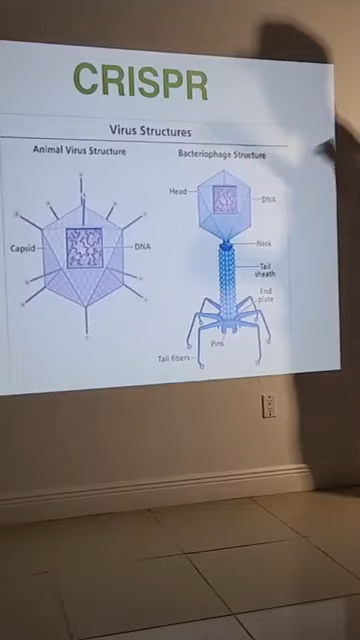 CRISPR
Virus Structures
Animal Virus Structure
Capsid
DNA
Bacteriophage Structure
Head
DNA
Neck
Tail
sheath
End
plate
Pins
Tail fibers